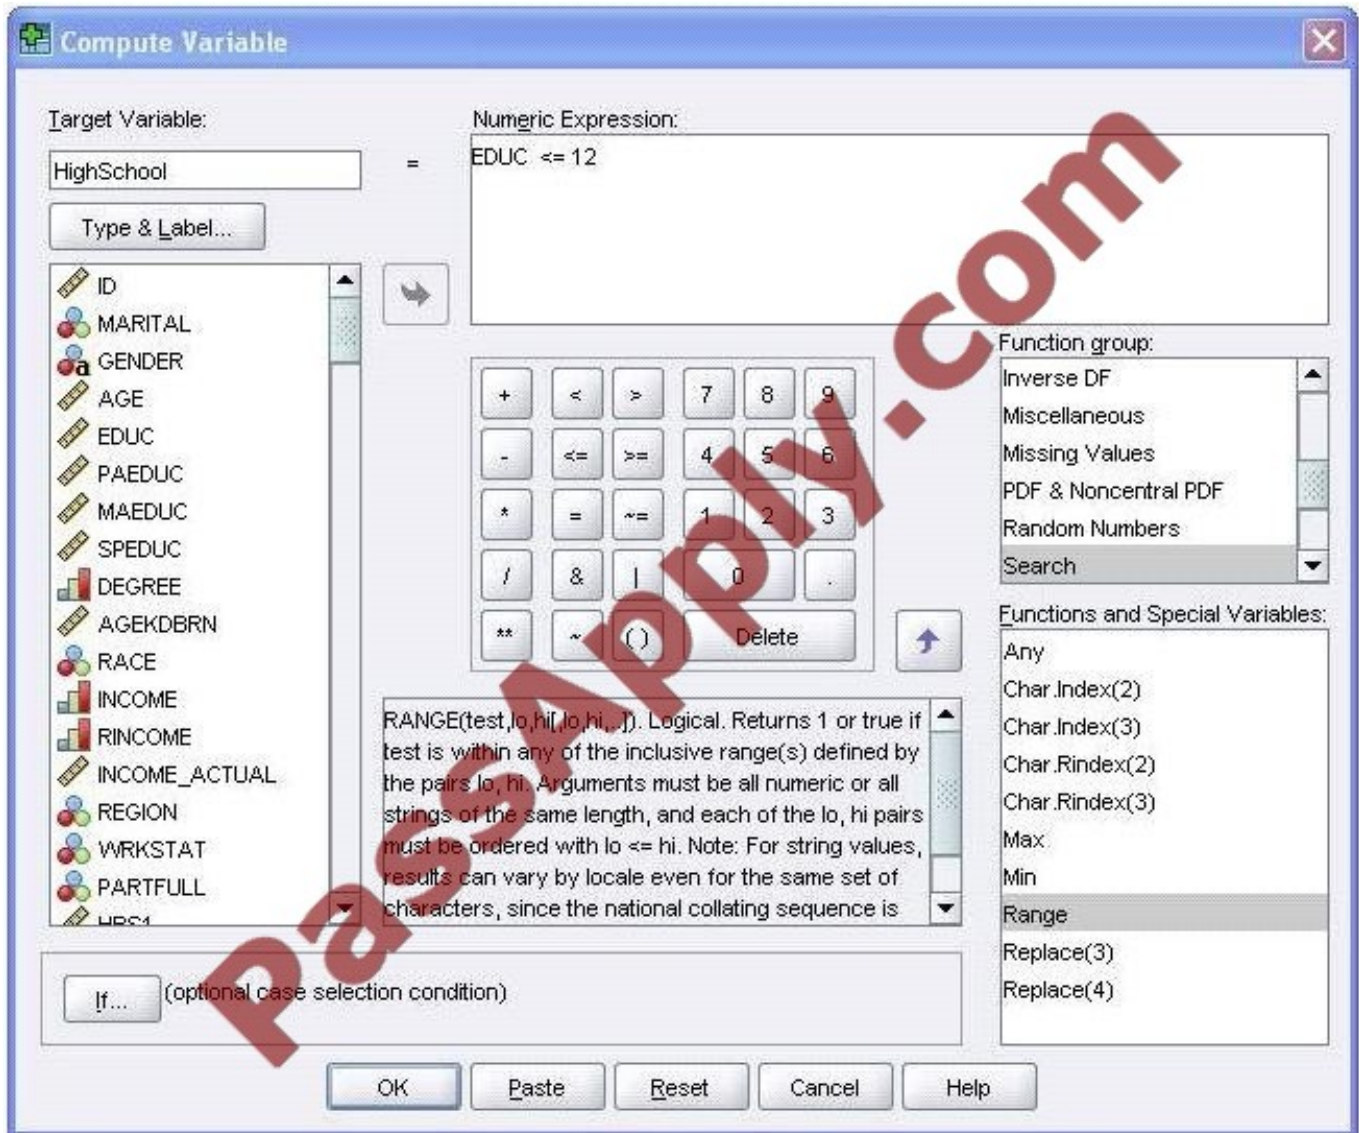 Compute Variable
Target Variable:
HighSchool
=
Type & Label...
Numeric Expression:
EDUC <= 12
ID
MARITAL
GENDER
AGE
EDUC
PAEDUC
MAEDUC
SPEDUC
DEGREE
AGEKDBRN
RACE
INCOME
RINCOME
INCOME_ACTUAL
REGION
WRKSTAT
PARTFULL
HRS1
+ < > 7 8 9
- <= >= 4 5 6
* = ~= 1 2 3
/ & | 0 .
** ~ ( ) Delete
Function group:
Inverse DF
Miscellaneous
Missing Values
PDF & Noncentral PDF
Random Numbers
Search
Functions and Special Variables:
Any
Char.Index(2)
Char.Index(3)
Char.Rindex(2)
Char.Rindex(3)
Max
Min
Range
Replace(3)
Replace(4)
RANGE(test,lo,hi[,lo,hi,..]). Logical. Returns 1 or true if
test is within any of the inclusive range(s) defined by
the pairs lo, hi. Arguments must be all numeric or all
strings of the same length, and each of the lo, hi pairs
must be ordered with lo <= hi. Note: For string values,
results can vary by locale even for the same set of
characters, since the national collating sequence is
If... (optional case selection condition)
OK Paste Reset Cancel Help
PassApply.com